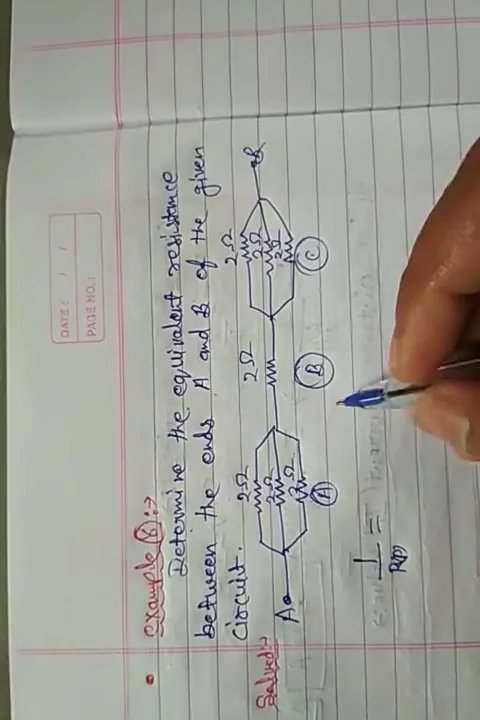 DATE: / /
PAGE NO.:
• Example (8):→
Determine the equivalent resistance
between the ends A and B of the given
circuit.
2Ω 2Ω 2Ω
2Ω 2Ω
2Ω 2Ω
A B
(A) (B) (C)
Solved:→
1/Rp =